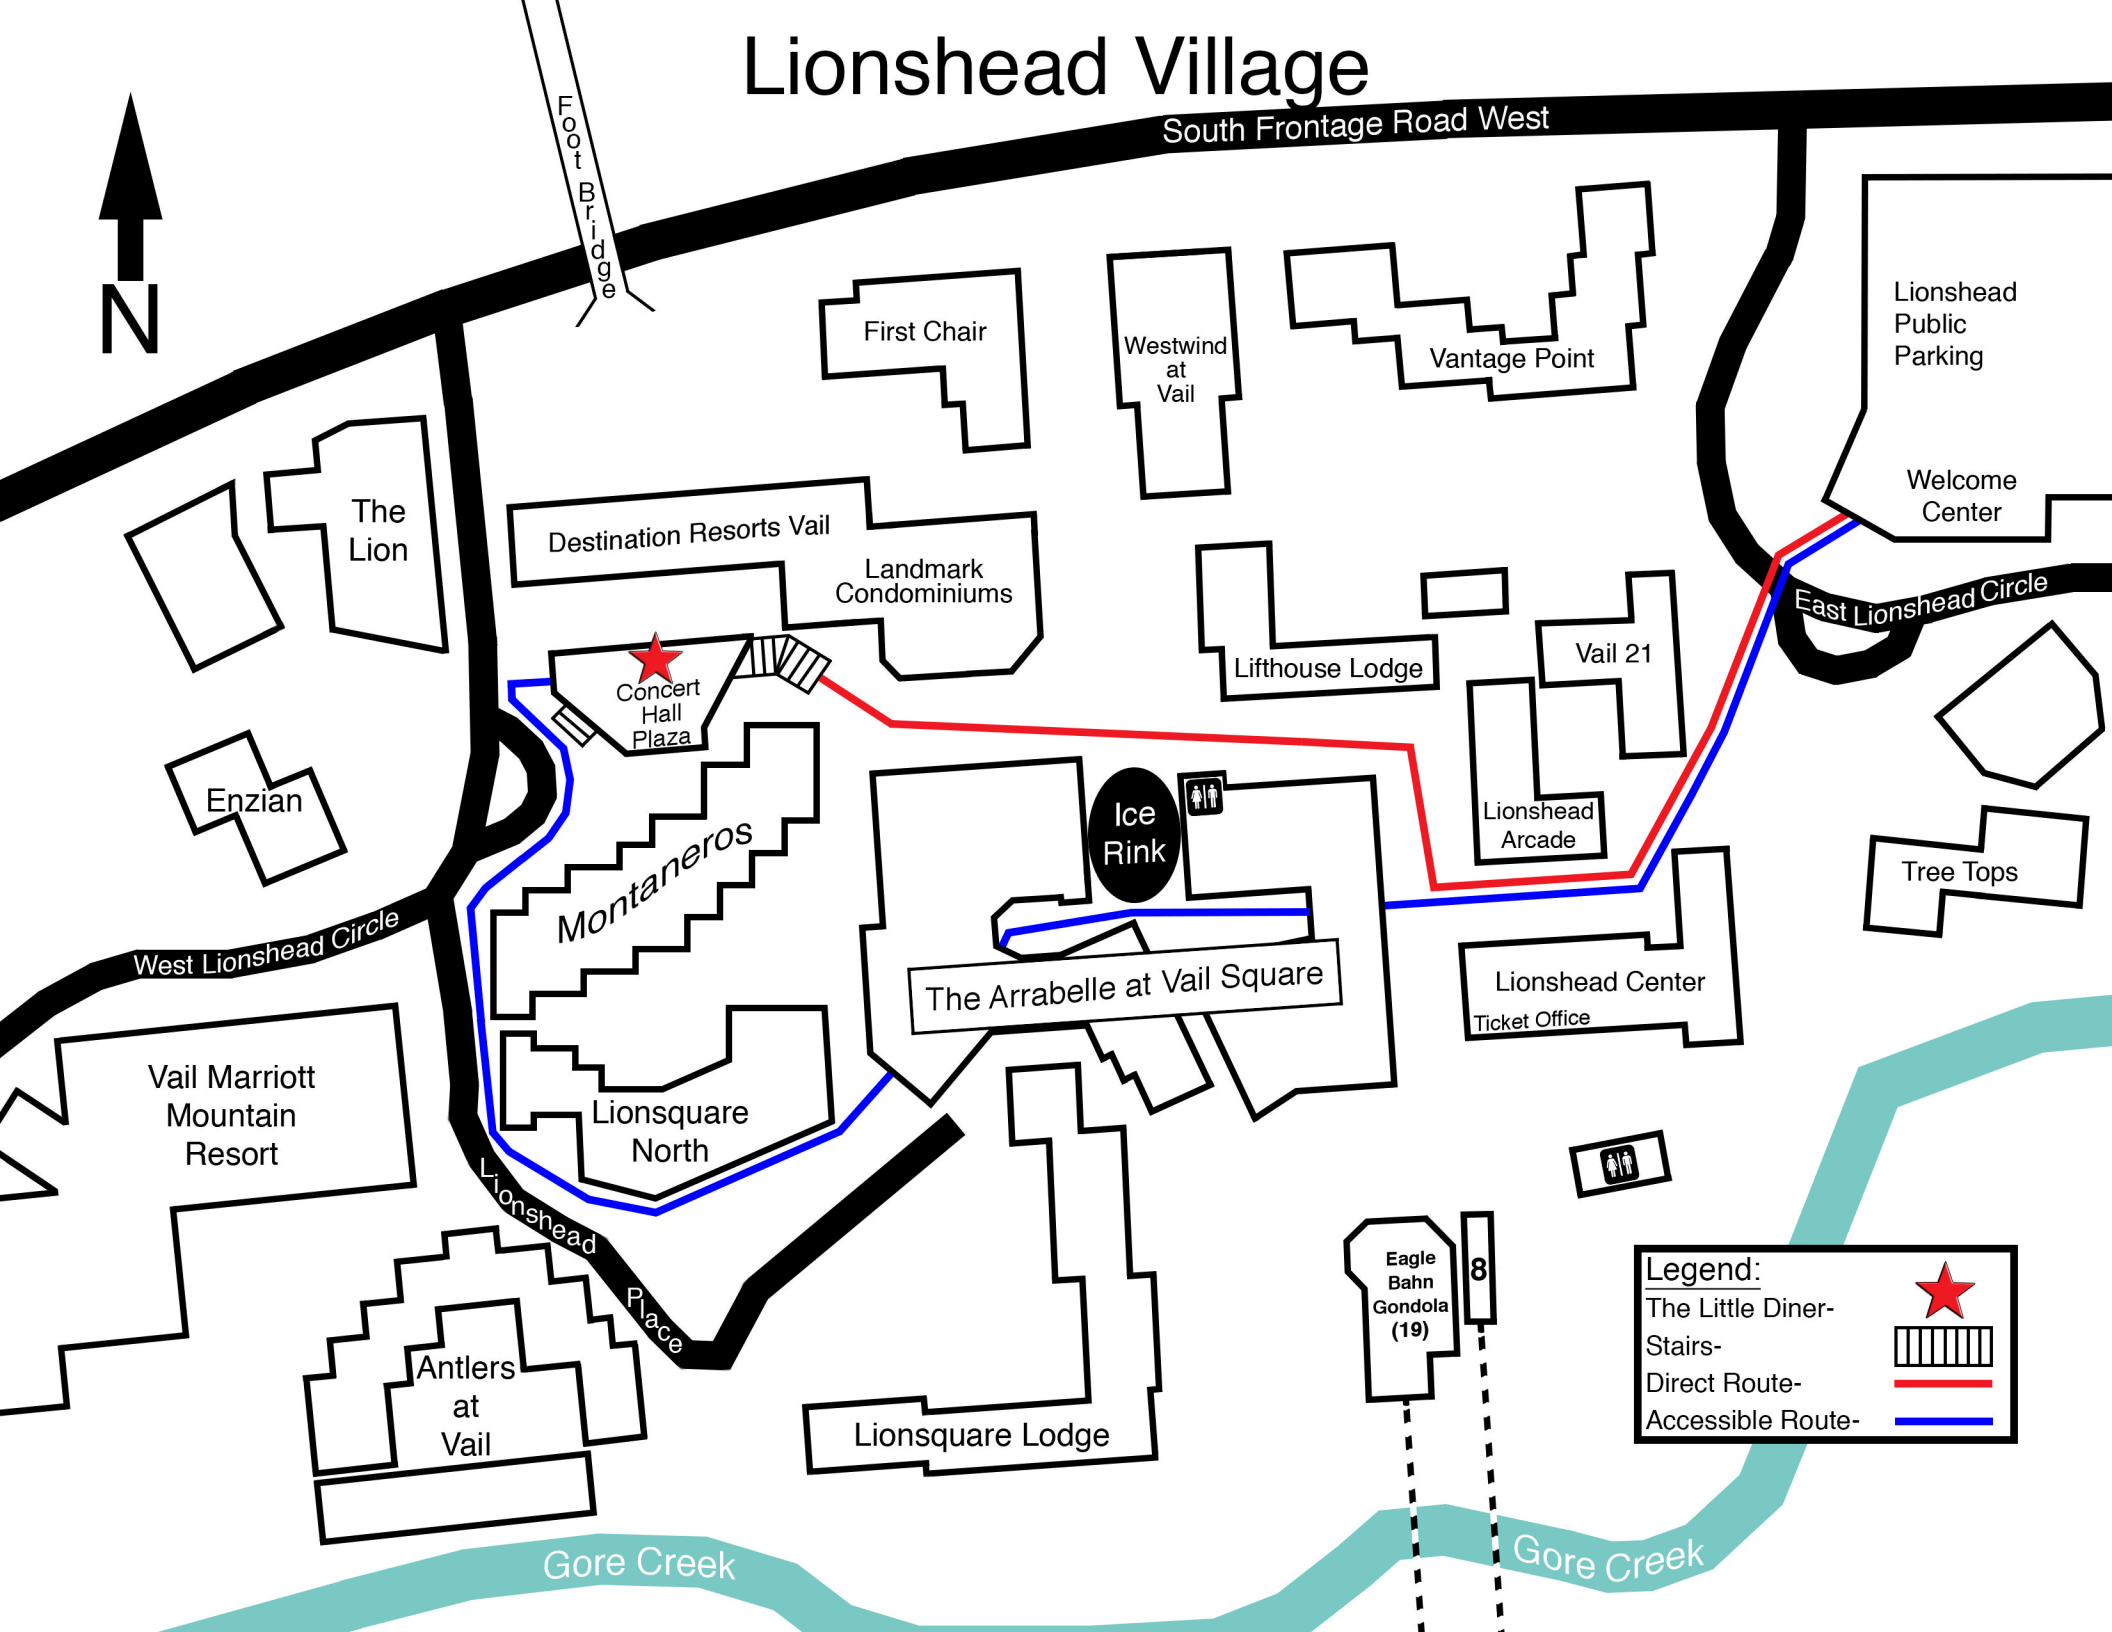 Lionshead Village
South Frontage Road West
Foot Bridge
N
First Chair
Westwind
at
Vail
Vantage Point
Lionshead
Public
Parking
Welcome
Center
The
Lion
Destination Resorts Vail
Landmark
Condominiums
East Lionshead Circle
Lifthouse Lodge
Vail 21
Concert
Hall
Plaza
Enzian
Montaneros
Ice
Rink
Lionshead
Arcade
Tree Tops
West Lionshead Circle
The Arrabelle at Vail Square
Lionshead Center
Ticket Office
Vail Marriott
Mountain
Resort
Lionsquare
North
Lionshead Place
Antlers
at
Vail
Lionsquare Lodge
Eagle
Bahn
Gondola
(19)
8
Legend:
The Little Diner-
Stairs-
Direct Route-
Accessible Route-
Gore Creek
Gore Creek